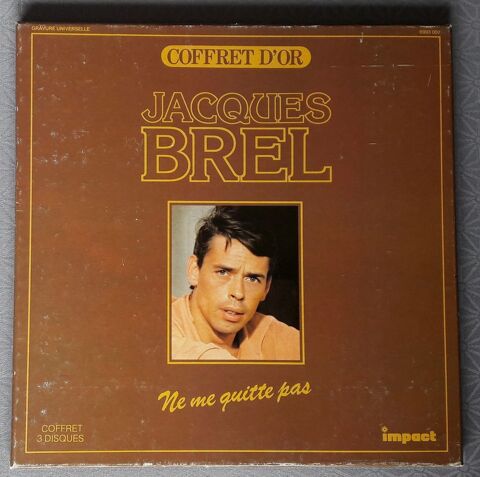 GRAVURE UNIVERSELLE
COFFRET D'OR
JACQUES
BREL
Ne me quitte pas
COFFRET
3 DISQUES
impact